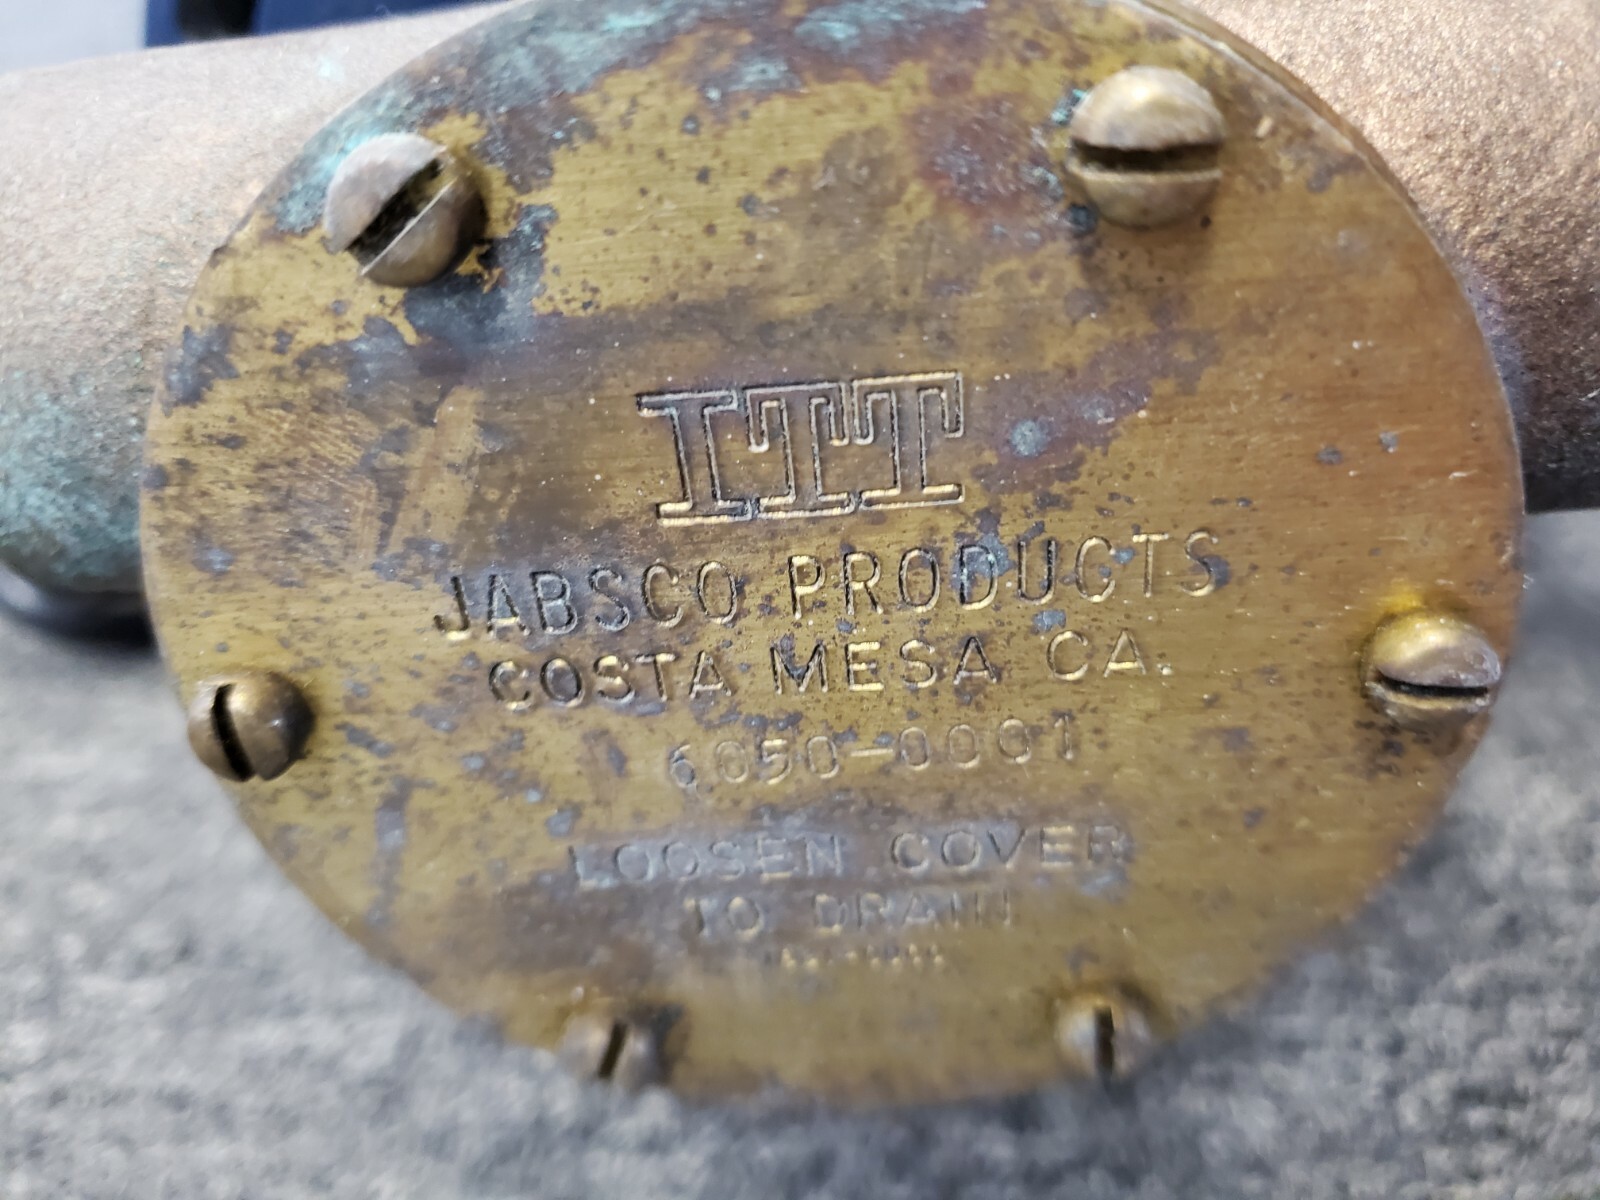 ITT
JABSCO PRODUCTS
COSTA MESA CA.
6050-0001
LOOSEN COVER
TO DRAIN